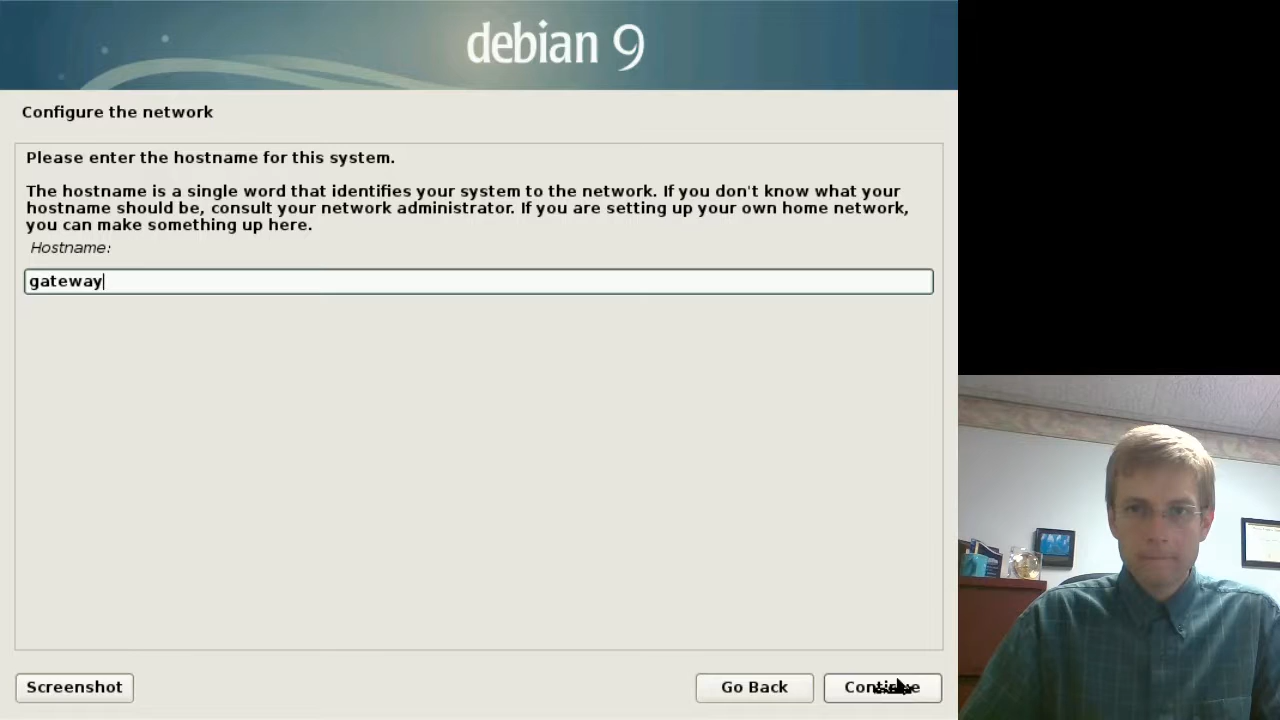 debian 9
Configure the network
Please enter the hostname for this system.
The hostname is a single word that identifies your system to the network. If you don't know what your
hostname should be, consult your network administrator. If you are setting up your own home network,
you can make something up here.
Hostname:
gateway
Screenshot
Go Back
Continue